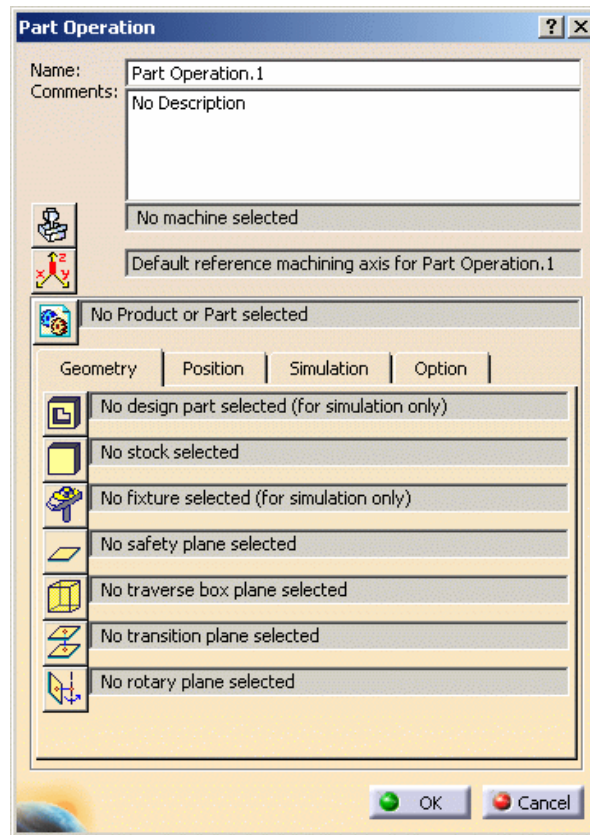 Part Operation
Name:
Part Operation.1
Comments:
No Description
No machine selected
z
x y
Default reference machining axis for Part Operation.1
No Product or Part selected
Geometry Position Simulation Option
No design part selected (for simulation only)
No stock selected
No fixture selected (for simulation only)
No safety plane selected
No traverse box plane selected
No transition plane selected
No rotary plane selected
OK Cancel